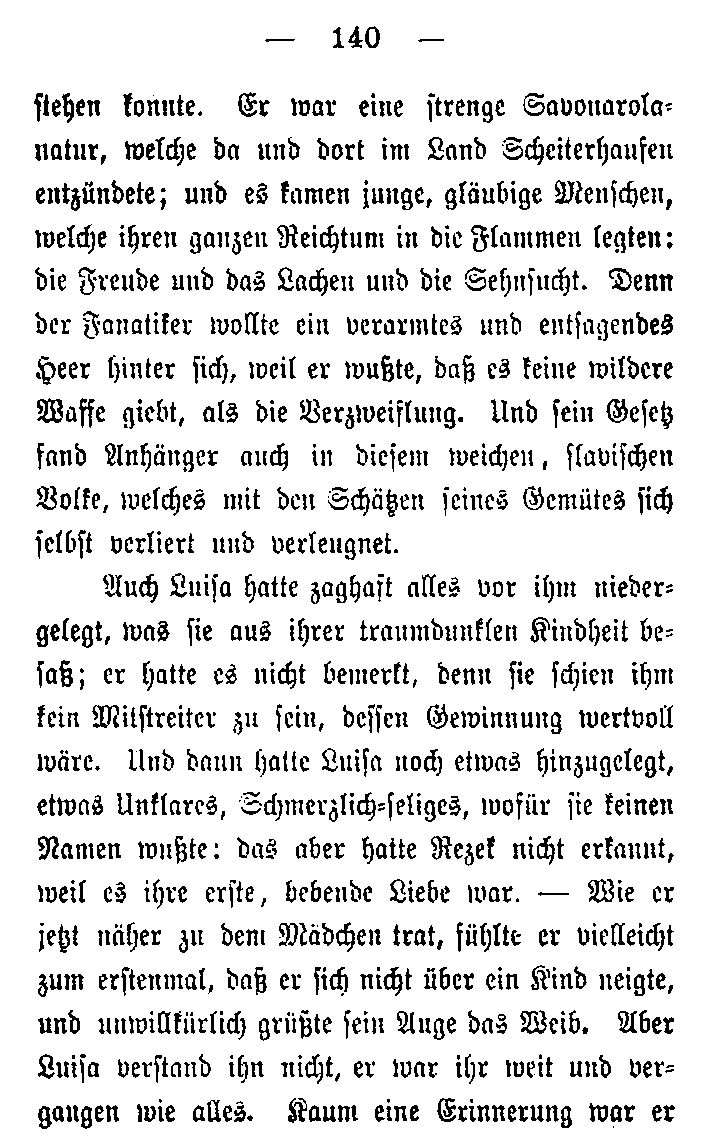 — 140 —
stehen konnte. Er war eine strenge Savonarola-
natur, welche da und dort im Land Scheiterhaufen
entzündete; und es kamen junge, gläubige Menschen,
welche ihren ganzen Reichtum in die Flammen legten:
die Freude und das Lachen und die Sehnsucht. Denn
der Fanatiker wollte ein verarmtes und entsagendes
Heer hinter sich, weil er wußte, daß es keine wildere
Waffe giebt, als die Verzweiflung. Und sein Gesetz
fand Anhänger auch in diesem weichen, slavischen
Volke, welches mit den Schätzen seines Gemütes sich
selbst verliert und verleugnet.
Auch Luisa hatte zaghaft alles vor ihm nieder-
gelegt, was sie aus ihrer traumdunklen Kindheit be-
saß; er hatte es nicht bemerkt, denn sie schien ihm
kein Mitstreiter zu sein, dessen Gewinnung wertvoll
wäre. Und dann hatte Luisa noch etwas hinzugelegt,
etwas Unklares, Schmerzlich-seliges, wofür sie keinen
Namen wußte: das aber hatte Rezek nicht erkannt,
weil es ihre erste, bebende Liebe war. — Wie er
jetzt näher zu dem Mädchen trat, fühlte er vielleicht
zum erstenmal, daß er sich nicht über ein Kind neigte,
und unwillkürlich grüßte sein Auge das Weib. Aber
Luisa verstand ihn nicht, er war ihr weit und ver-
gangen wie alles. Kaum eine Erinnerung war er